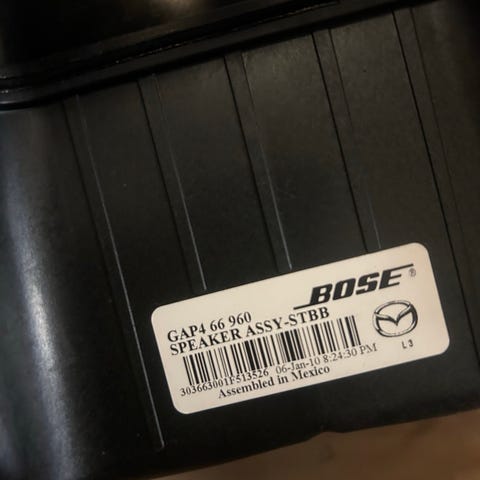 BOSE®
GAP4 66 960
SPEAKER ASSY-STBB
303663001F513526 06-Jan-10 8:24:30 PM
Assembled in Mexico
L3